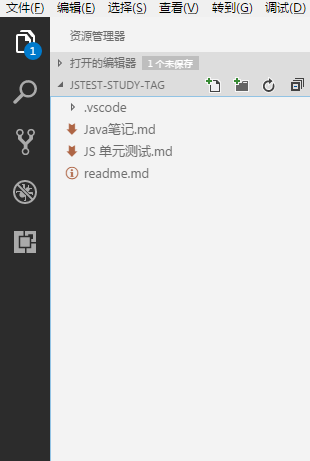 文件(F) 编辑(E) 选择(S) 查看(V) 转到(G) 调试(D)
资源管理器
1
打开的编辑器 1 个未保存
JSTEST-STUDY-TAG
.vscode
Java笔记.md
JS 单元测试.md
readme.md